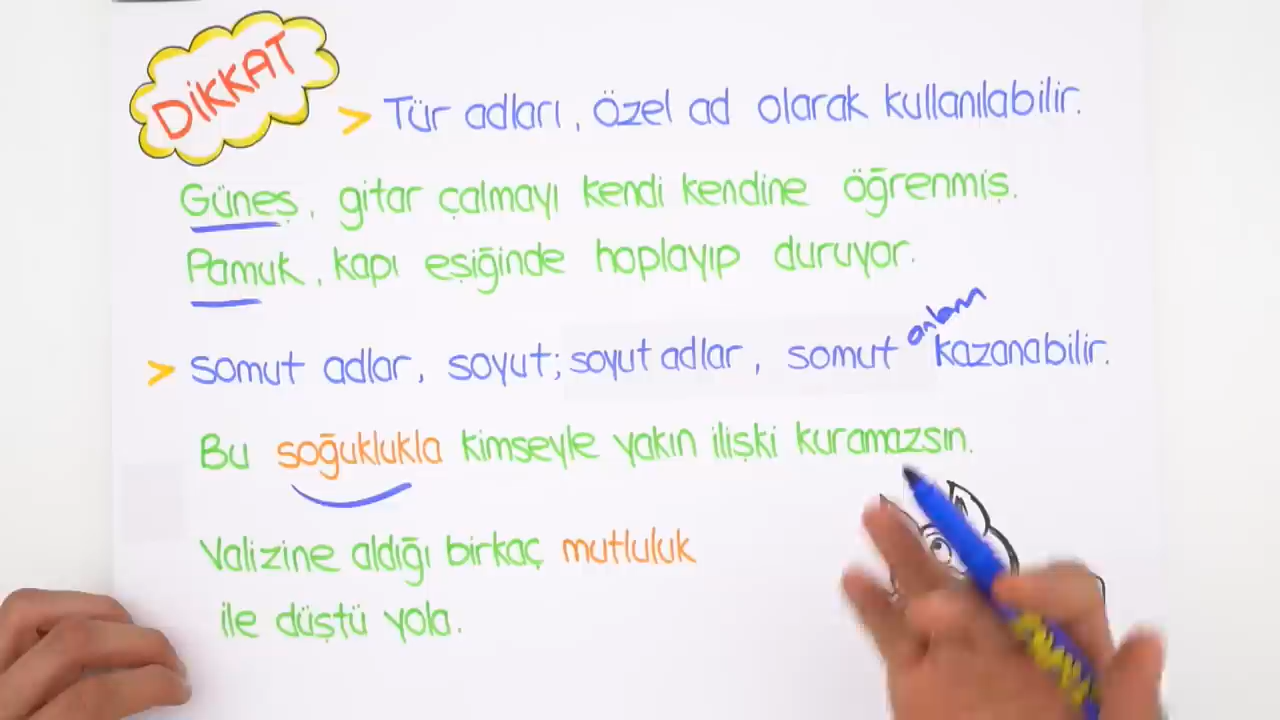 DİKKAT
> Tür adları, özel ad olarak kullanılabilir.
Güneş, gitar çalmayı kendi kendine öğrenmiş.
Pamuk, kapı eşiğinde hoplayıp duruyor.
> somut adlar, soyut; soyut adlar, somut anlam kazanabilir.
Bu soğuklukla kimseyle yakın ilişki kuramazsın.
Valizine aldığı birkaç mutluluk
ile düştü yola.